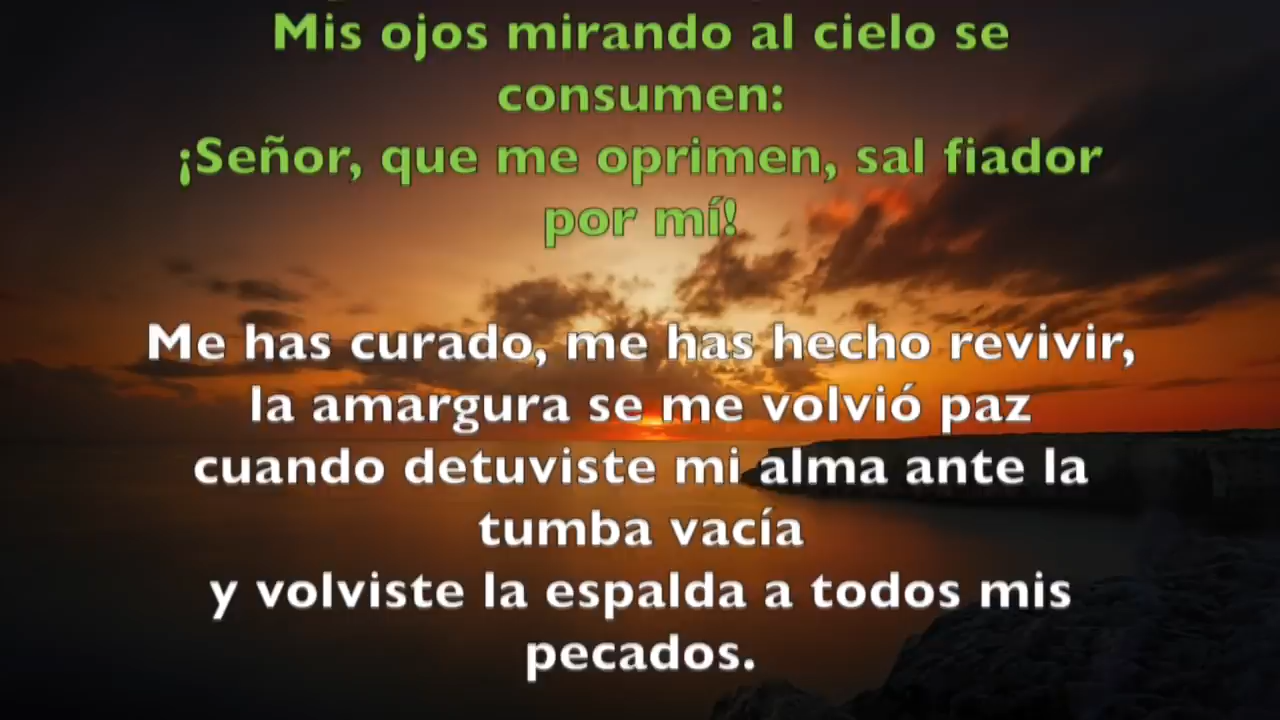 Mis ojos mirando al cielo se
consumen:
¡Señor, que me oprimen, sal fiador
por mí!
Me has curado, me has hecho revivir,
la amargura se me volvió paz
cuando detuviste mi alma ante la
tumba vacía
y volviste la espalda a todos mis
pecados.